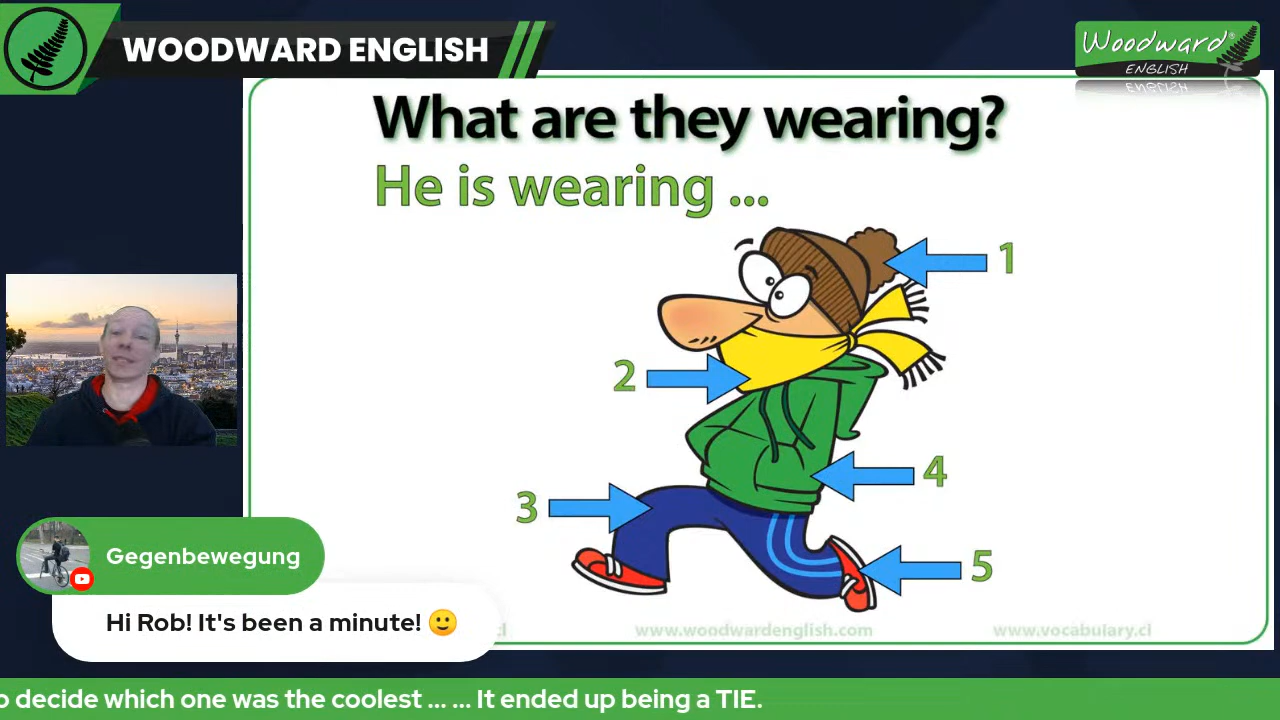 WOODWARD ENGLISH
Woodward®
ENGLISH
What are they wearing?
He is wearing ...
1
2
4
3
5
Gegenbewegung
Hi Rob! It's been a minute! 🙂
www.woodwardenglish.com
www.vocabulary.cl
decide which one was the coolest ... ... It ended up being a TIE.